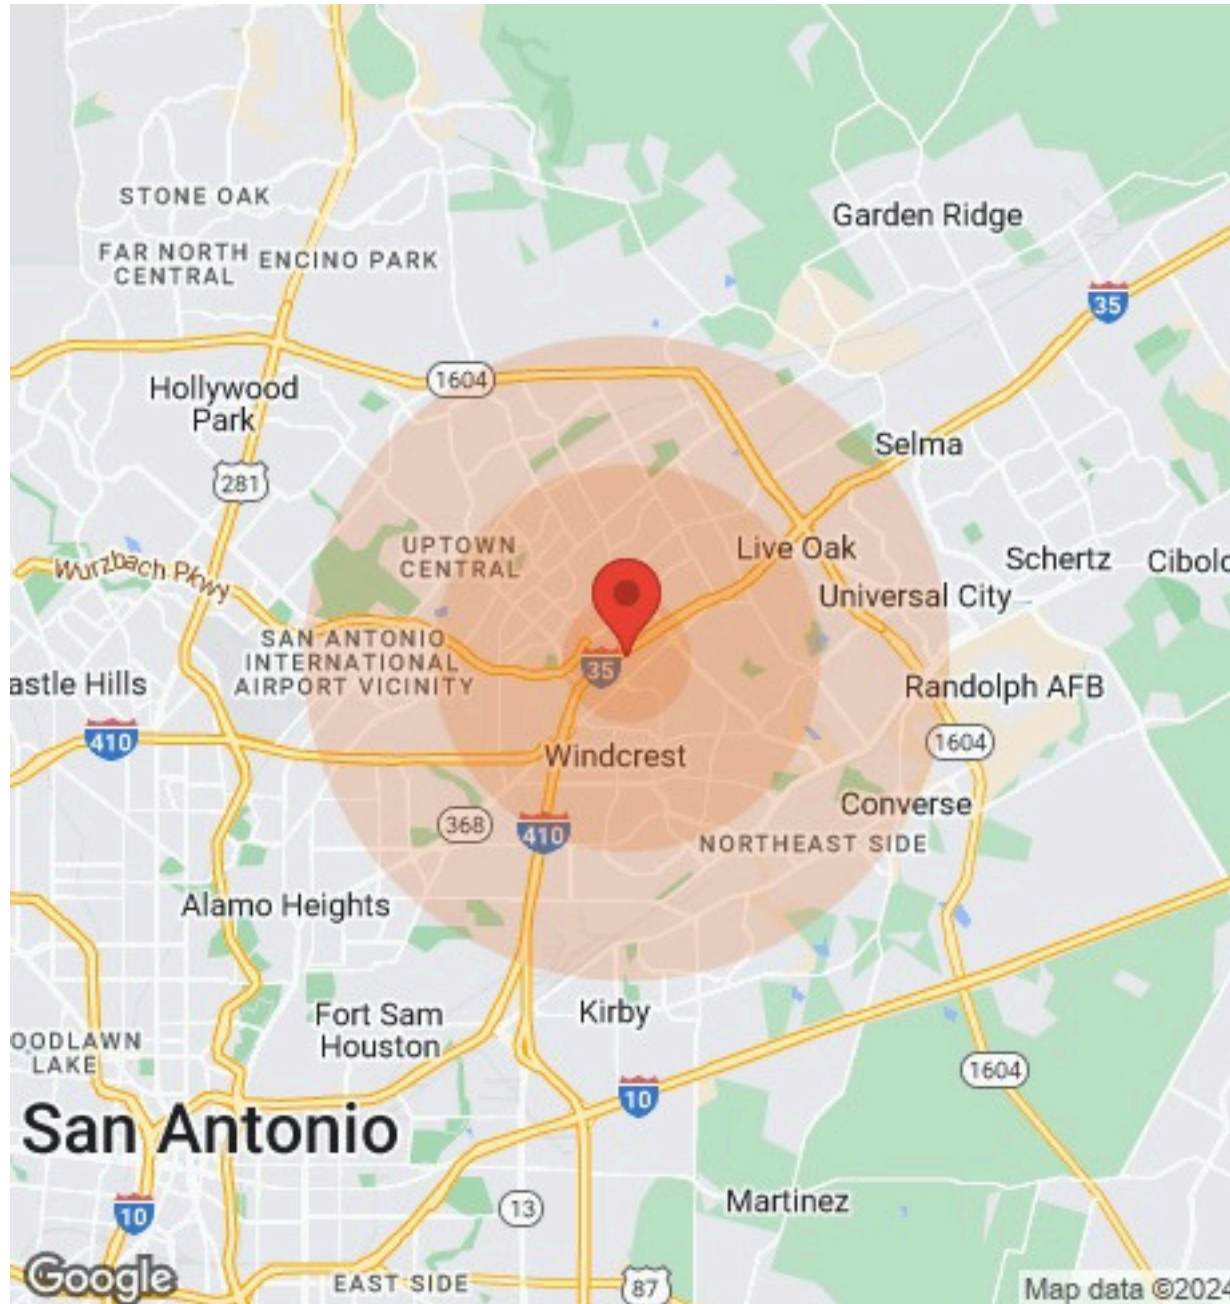 STONE OAK
Garden Ridge
FAR NORTH
CENTRAL
ENCINO PARK
35
1604
Hollywood
Park
Selma
281
UPTOWN
CENTRAL
Live Oak
Schertz
Cibolo
Wurzbach Pkwy
Universal City
SAN ANTONIO
INTERNATIONAL
AIRPORT VICINITY
35
astle Hills
Randolph AFB
410
1604
Windcrest
Converse
368
410
NORTHEAST SIDE
Alamo Heights
Fort Sam
Houston
Kirby
OODLAWN
LAKE
1604
10
San Antonio
13
Martinez
10
Google
EAST SIDE
87
Map data ©2024